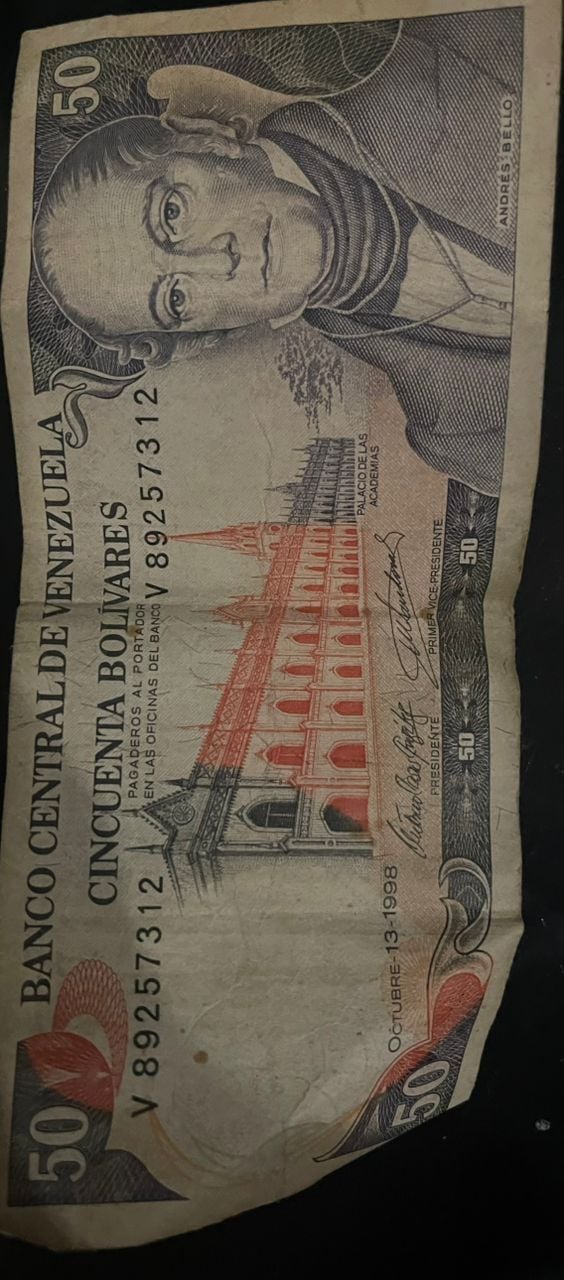 50
BANCO CENTRAL DE VENEZUELA
50
CINCUENTA BOLÍVARES
PAGADEROS AL PORTADOR
EN LAS OFICINAS DEL BANCO
V 89257312
V 89257312
PALACIO DE LAS
ACADEMIAS
OCTUBRE-13-1998
PRESIDENTE
PRIMER VICE-PRESIDENTE
50
50
50
ANDRES BELLO